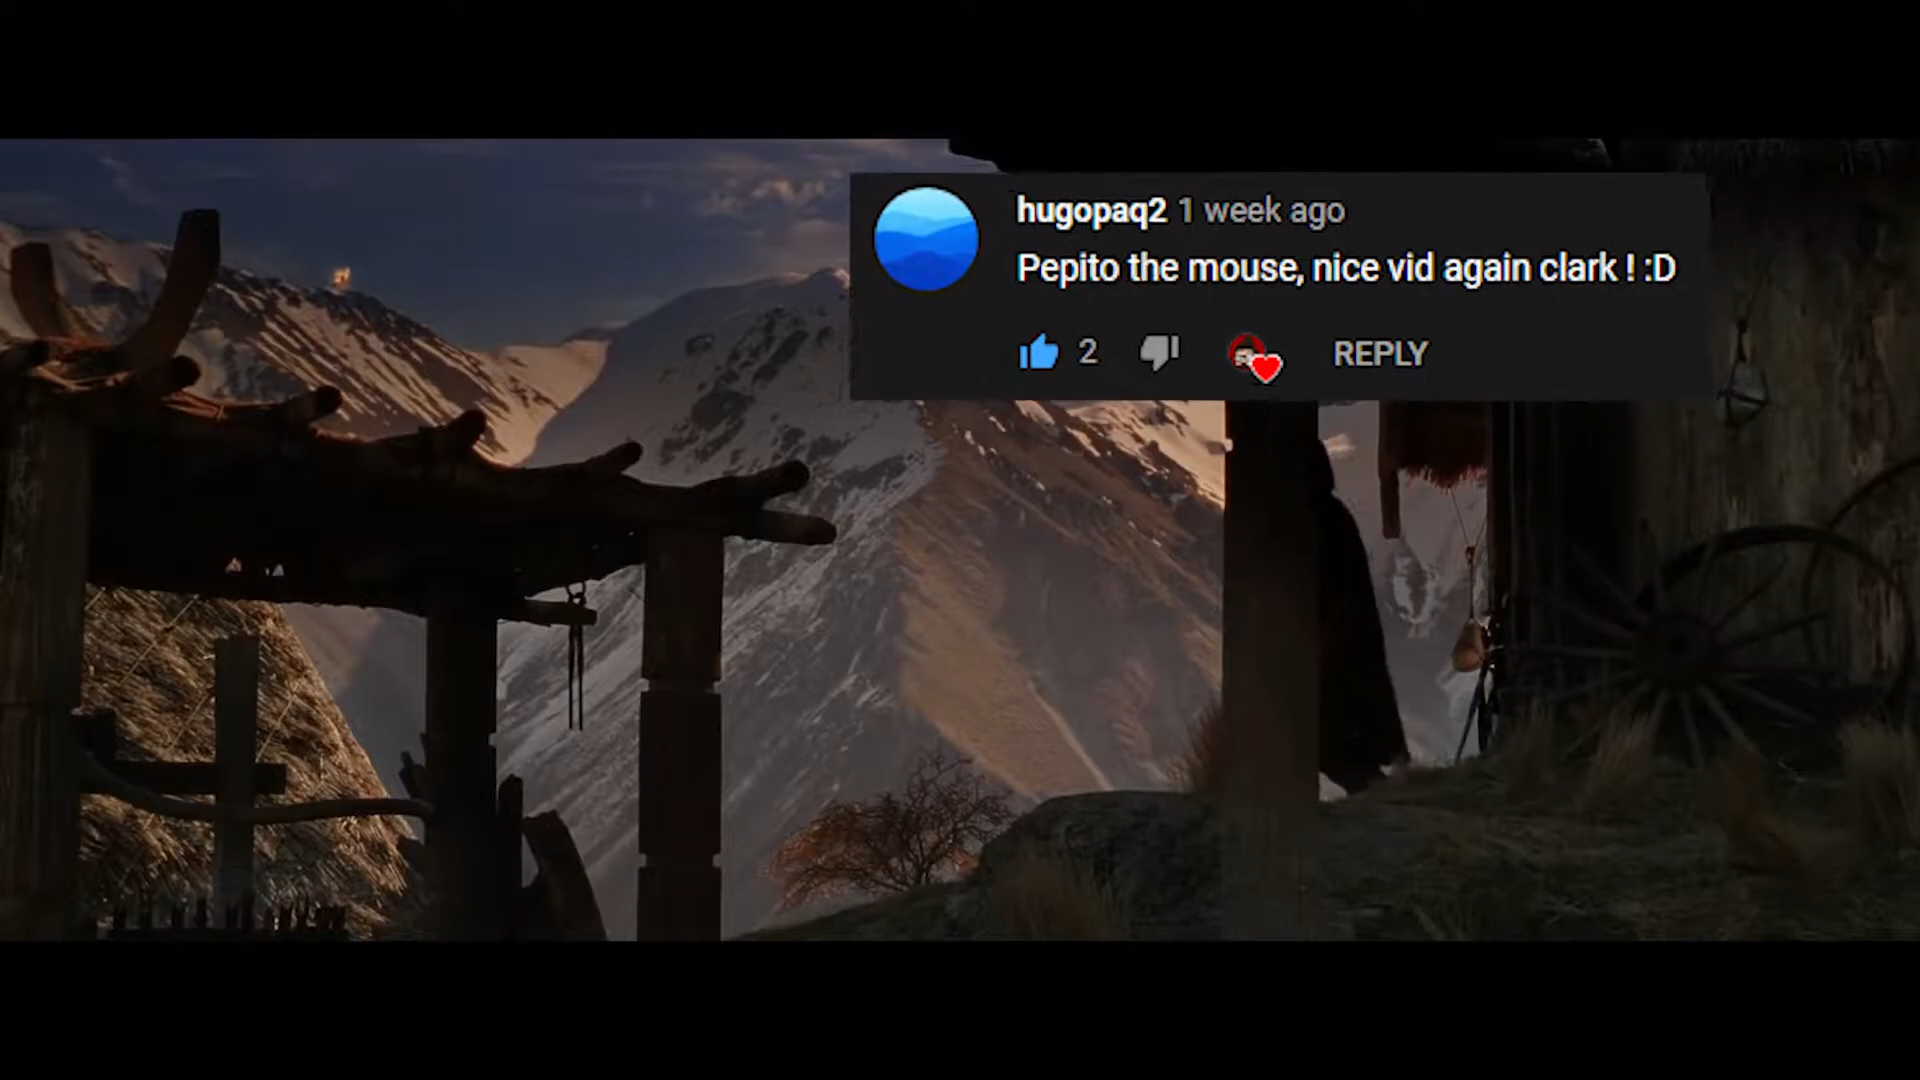 hugopaq2 1 week ago
Pepito the mouse, nice vid again clark ! :D
2 REPLY